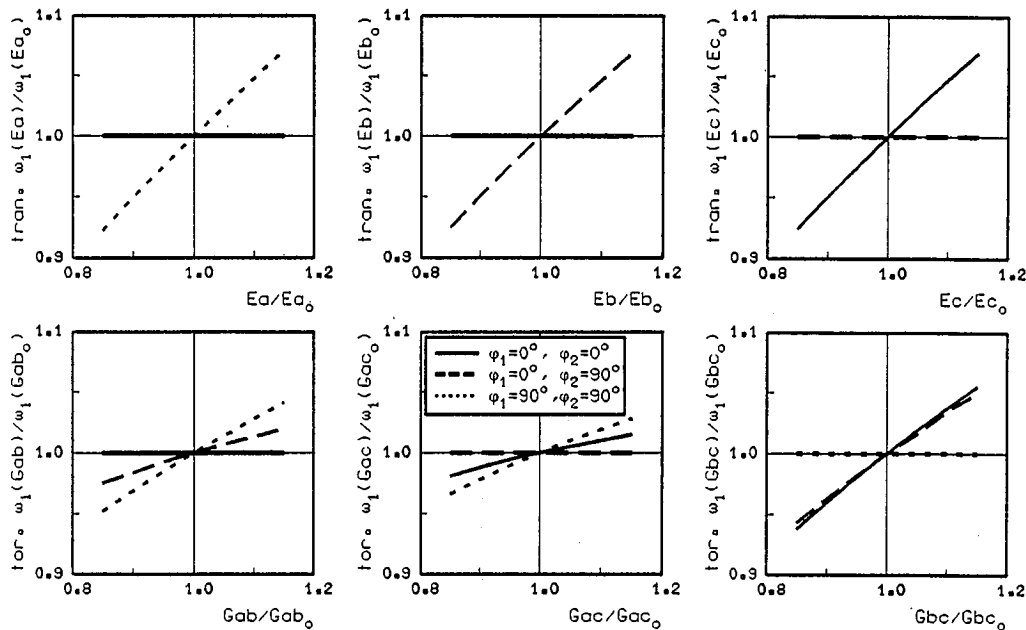 tran. ω₁(Ea)/ω₁(Ea₀)
1.1
1.0
0.9
0.8
1.0
1.2
Ea/Ea₀
tran. ω₁(Eb)/ω₁(Eb₀)
1.1
1.0
0.9
0.8
1.0
1.2
Eb/Eb₀
tran. ω₁(Ec)/ω₁(Ec₀)
1.1
1.0
0.9
0.8
1.0
1.2
Ec/Ec₀
tor. ω₁(Gab)/ω₁(Gab₀)
1.1
1.0
0.9
0.8
1.0
1.2
Gab/Gab₀
tor. ω₁(Gac)/ω₁(Gac₀)
1.1
1.0
0.9
φ₁=0°, φ₂=0°
φ₁=0°, φ₂=90°
φ₁=90°, φ₂=90°
0.8
1.0
1.2
Gac/Gac₀
tor. ω₁(Gbc)/ω₁(Gbc₀)
1.1
1.0
0.9
0.8
1.0
1.2
Gbc/Gbc₀